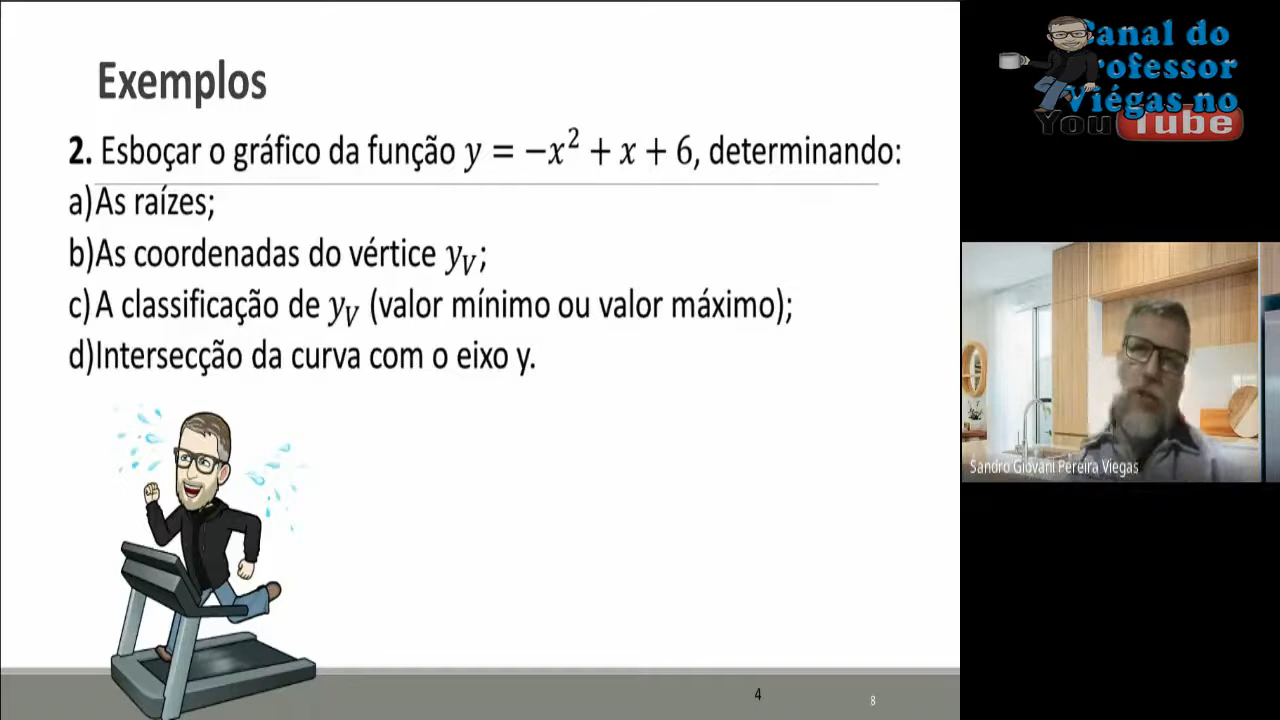 Exemplos
2. Esboçar o gráfico da função y = −x² + x + 6, determinando:
a)As raízes;
b)As coordenadas do vértice y_V;
c)A classificação de y_V (valor mínimo ou valor máximo);
d)Intersecção da curva com o eixo y.
4
8
Canal do
Professor
Viégas no
YouTube
Sandro Giovani Pereira Viegas